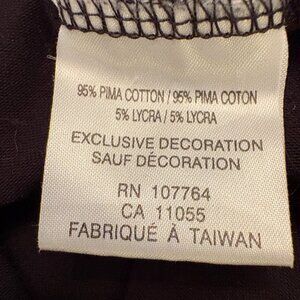 95% PIMA COTTON / 95% PIMA COTON
5% LYCRA / 5% LYCRA
EXCLUSIVE DECORATION
SAUF DÉCORATION
RN 107764
CA 11055
FABRIQUÉ À TAIWAN